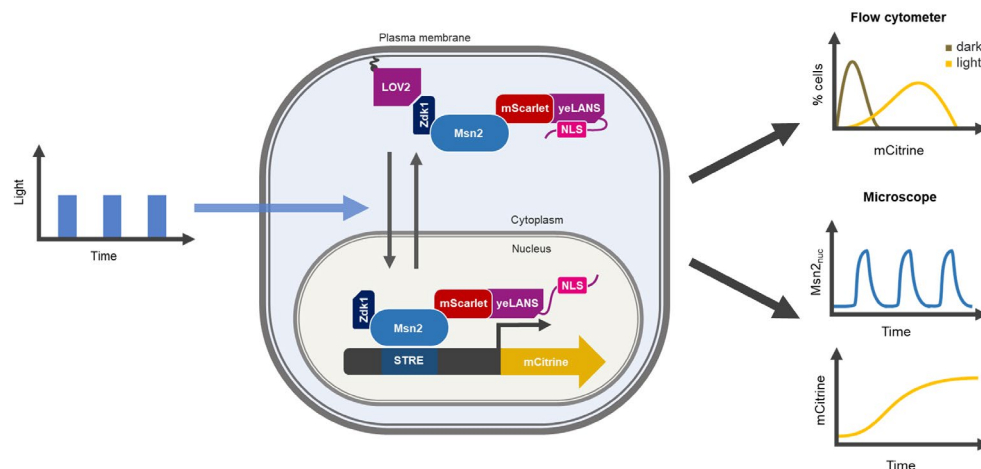 Light
Time
Plasma membrane
LOV2
Zdk1
Msn2
mScarlet
yeLANS
NLS
Cytoplasm
Nucleus
Zdk1
Msn2
mScarlet
yeLANS
NLS
STRE
mCitrine
Flow cytometer
% cells
dark
light
mCitrine
Microscope
Msn2nuc
Time
mCitrine
Time